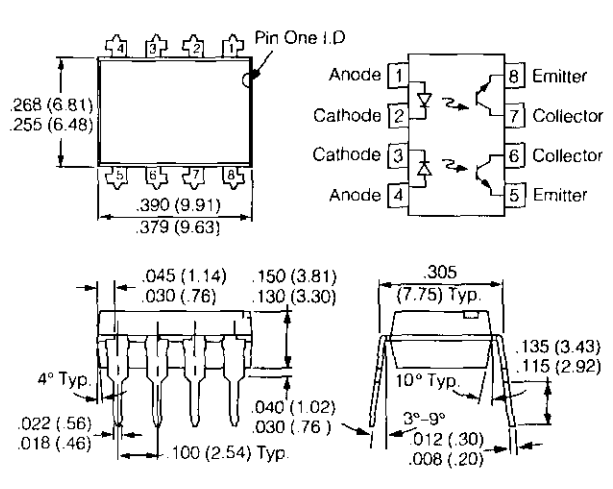 4 3 2 1
Pin One I.D
.268 (6.81)
.255 (6.48)
5 6 7 8
.390 (9.91)
.379 (9.63)
Anode 1
Cathode 2
Cathode 3
Anode 4
8 Emitter
7 Collector
6 Collector
5 Emitter
.045 (1.14)
.030 (.76)
.150 (3.81)
.130 (3.30)
4° Typ.
.022 (.56)
.018 (.46)
.040 (1.02)
.030 (.76 )
.100 (2.54) Typ.
.305
(7.75) Typ.
.135 (3.43)
.115 (2.92)
10° Typ.
3°–9°
.012 (.30)
.008 (.20)